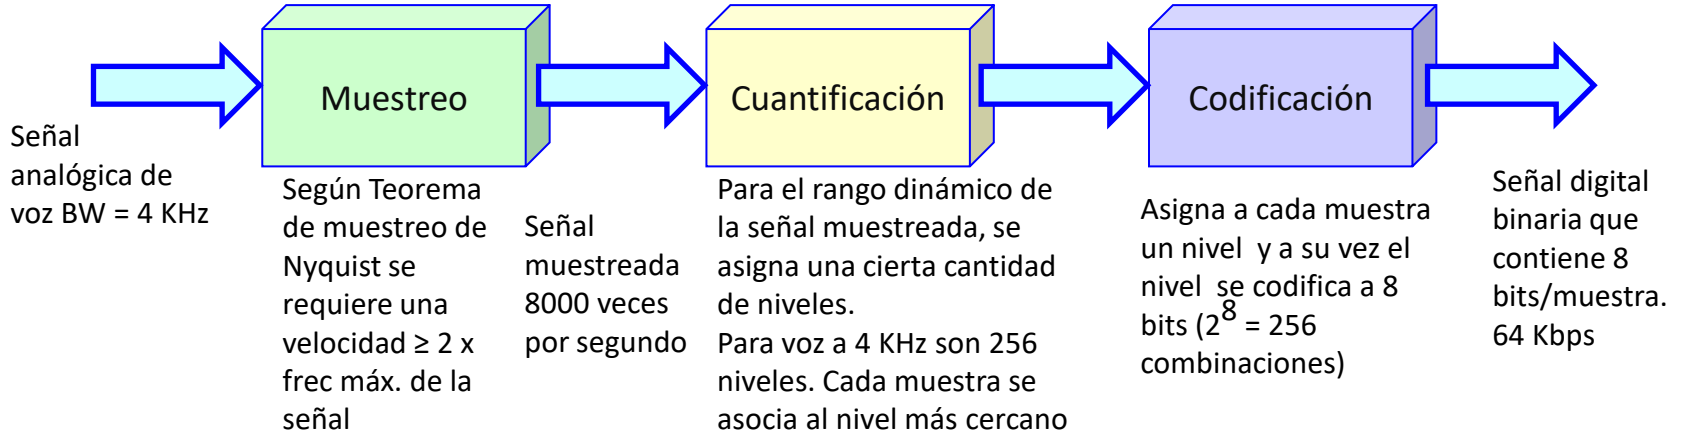 Muestreo
Cuantificación
Codificación
Señal
analógica de
voz BW = 4 KHz
Según Teorema
de muestreo de
Nyquist se
requiere una
velocidad ≥ 2 x
frec máx. de la
señal
Señal
muestreada
8000 veces
por segundo
Para el rango dinámico de
la señal muestreada, se
asigna una cierta cantidad
de niveles.
Para voz a 4 KHz son 256
niveles. Cada muestra se
asocia al nivel más cercano
Asigna a cada muestra
un nivel y a su vez el
nivel se codifica a 8
bits (2⁸ = 256
combinaciones)
Señal digital
binaria que
contiene 8
bits/muestra.
64 Kbps